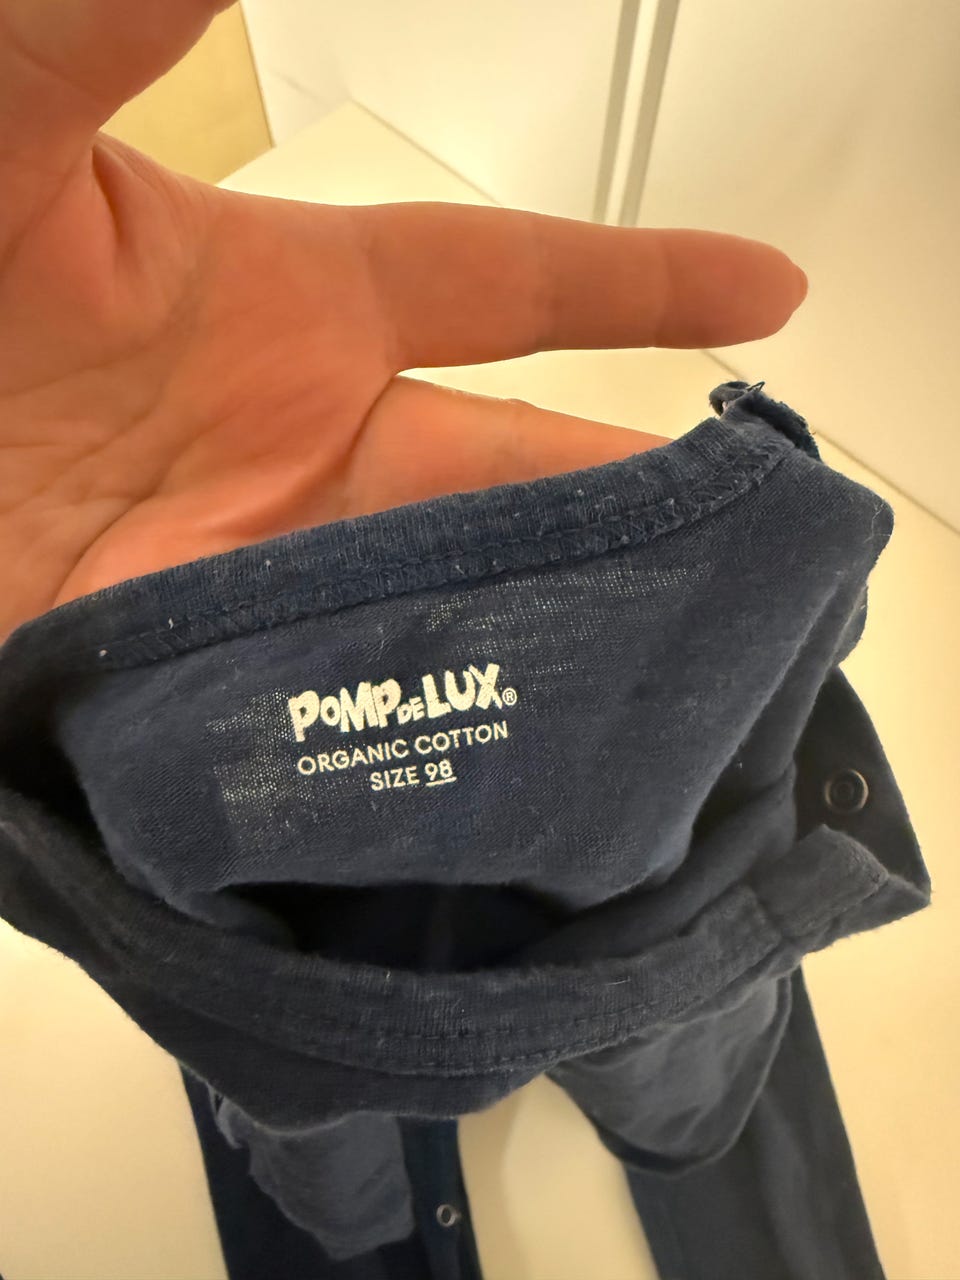 POMPDELUX®
ORGANIC COTTON
SIZE 98